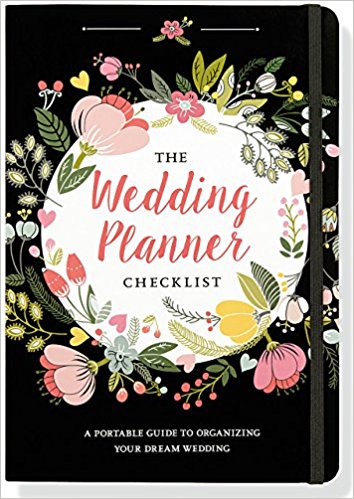 THE
Wedding
Planner
CHECKLIST
A PORTABLE GUIDE TO ORGANIZING
YOUR DREAM WEDDING